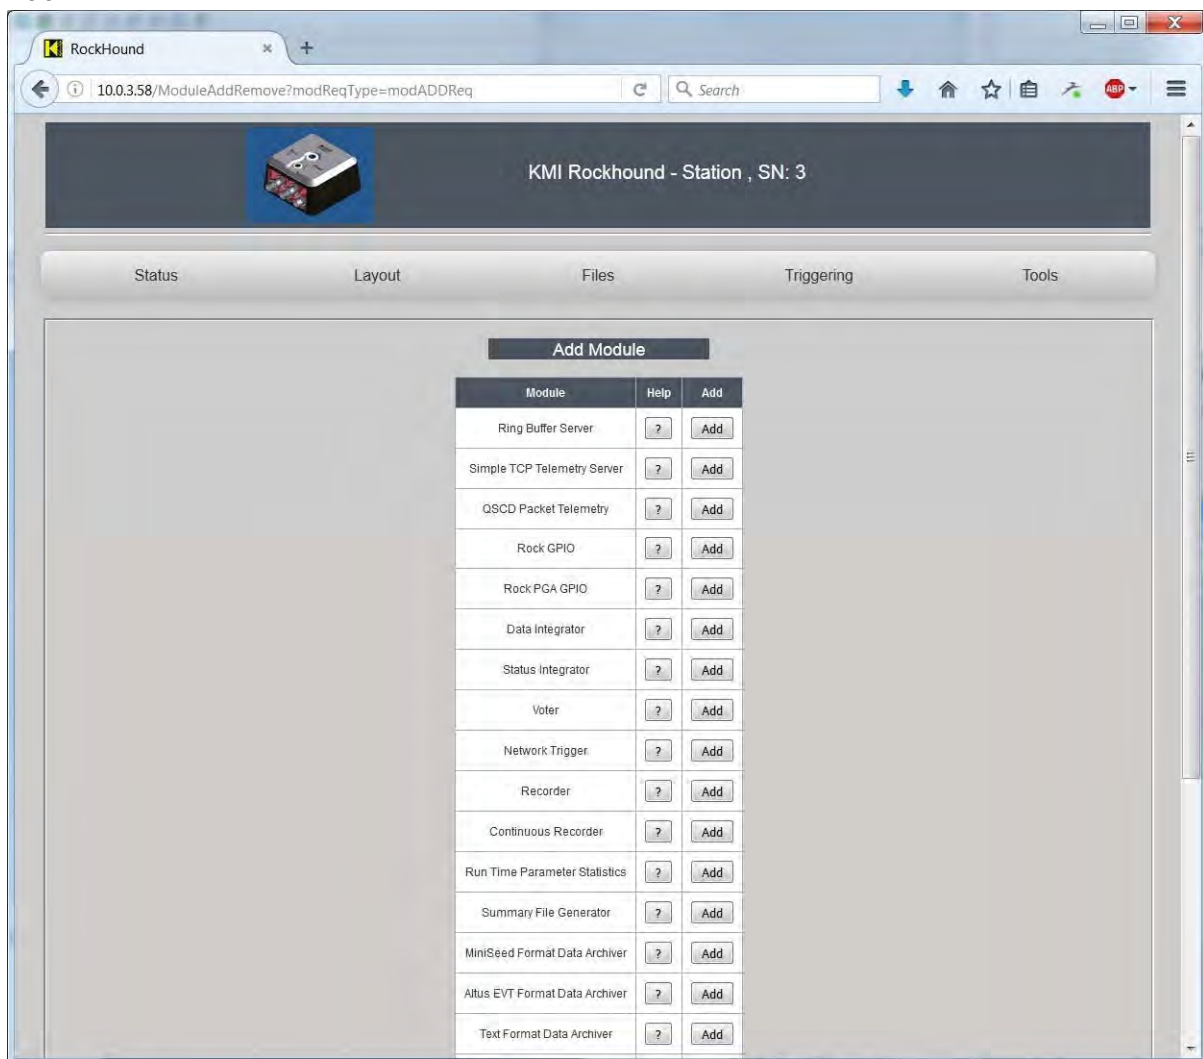 RockHound
10.0.3.58/ModuleAddRemove?modReqType=modADDReq
Search
ABP
KMI Rockhound - Station , SN: 3
Status Layout Files Triggering Tools
Add Module
Module Help Add
Ring Buffer Server ? Add
Simple TCP Telemetry Server ? Add
QSCD Packet Telemetry ? Add
Rock GPIO ? Add
Rock PGA GPIO ? Add
Data Integrator ? Add
Status Integrator ? Add
Voter ? Add
Network Trigger ? Add
Recorder ? Add
Continuous Recorder ? Add
Run Time Parameter Statistics ? Add
Summary File Generator ? Add
MiniSeed Format Data Archiver ? Add
Altus EVT Format Data Archiver ? Add
Text Format Data Archiver ? Add